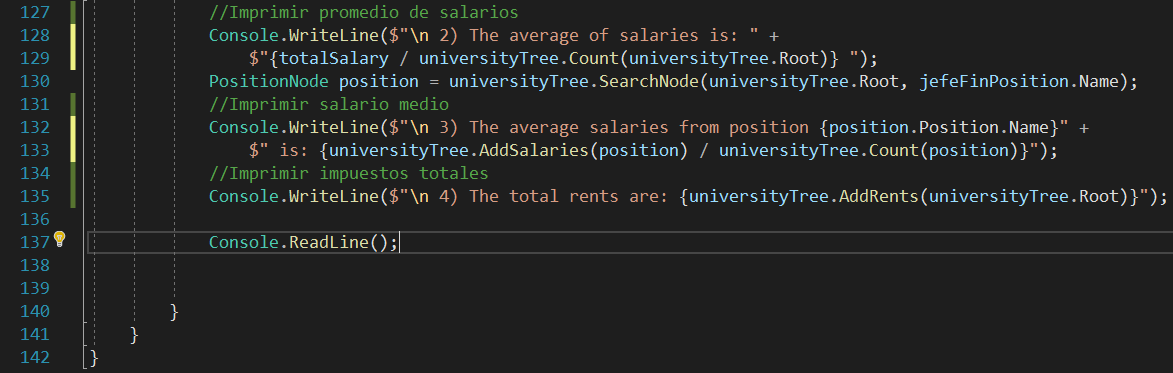 127 //Imprimir promedio de salarios
128 Console.WriteLine($"\n 2) The average of salaries is: " +
129 $"{totalSalary / universityTree.Count(universityTree.Root)} ");
130 PositionNode position = universityTree.SearchNode(universityTree.Root, jefeFinPosition.Name);
131 //Imprimir salario medio
132 Console.WriteLine($"\n 3) The average salaries from position {position.Position.Name}" +
133 $" is: {universityTree.AddSalaries(position) / universityTree.Count(position)}");
134 //Imprimir impuestos totales
135 Console.WriteLine($"\n 4) The total rents are: {universityTree.AddRents(universityTree.Root)}");
136
137 Console.ReadLine();
138
139
140 }
141 }
142 }